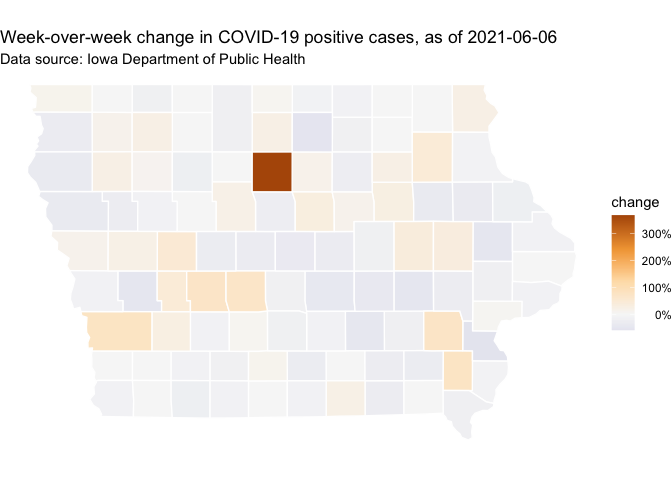 Week-over-week change in COVID-19 positive cases, as of 2021-06-06
Data source: Iowa Department of Public Health
change
300%
200%
100%
0%